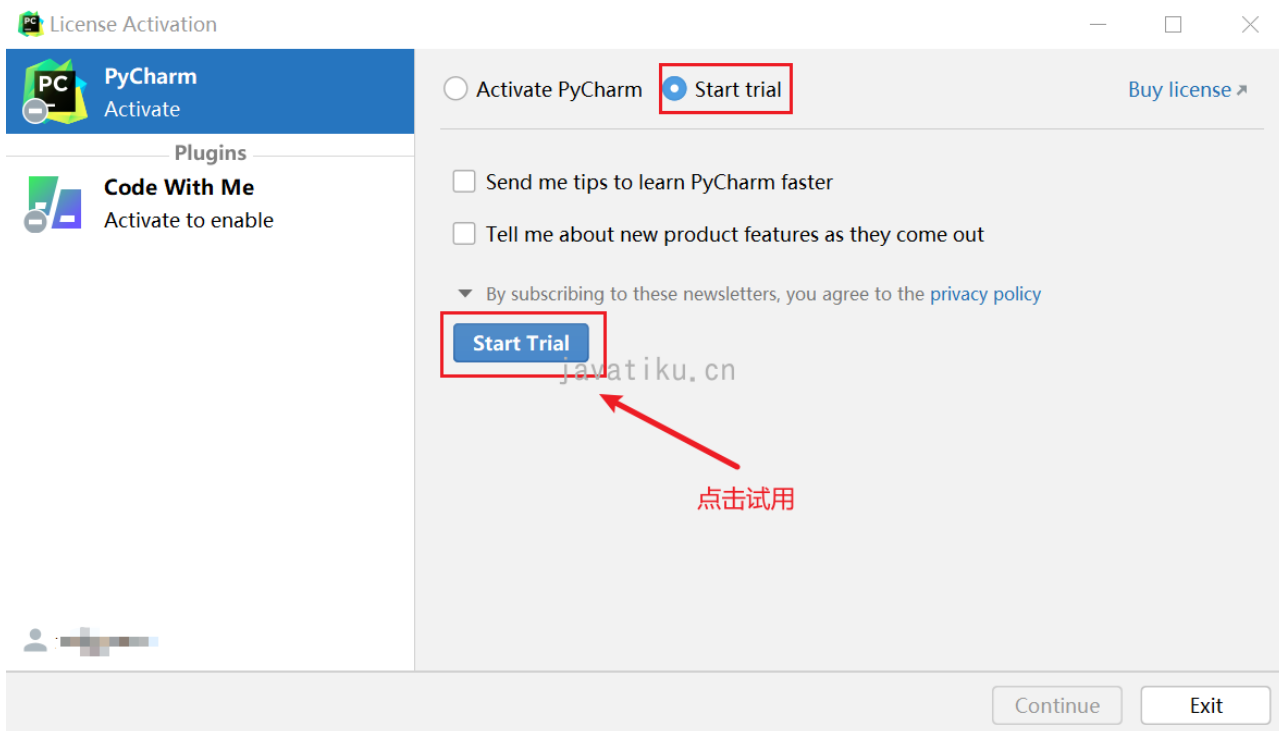 License Activation
PC
PyCharm
Activate
Plugins
Code With Me
Activate to enable
Activate PyCharm
Start trial
Buy license
Send me tips to learn PyCharm faster
Tell me about new product features as they come out
By subscribing to these newsletters, you agree to the privacy policy
Start Trial
javatiku.cn
点击试用
Continue
Exit